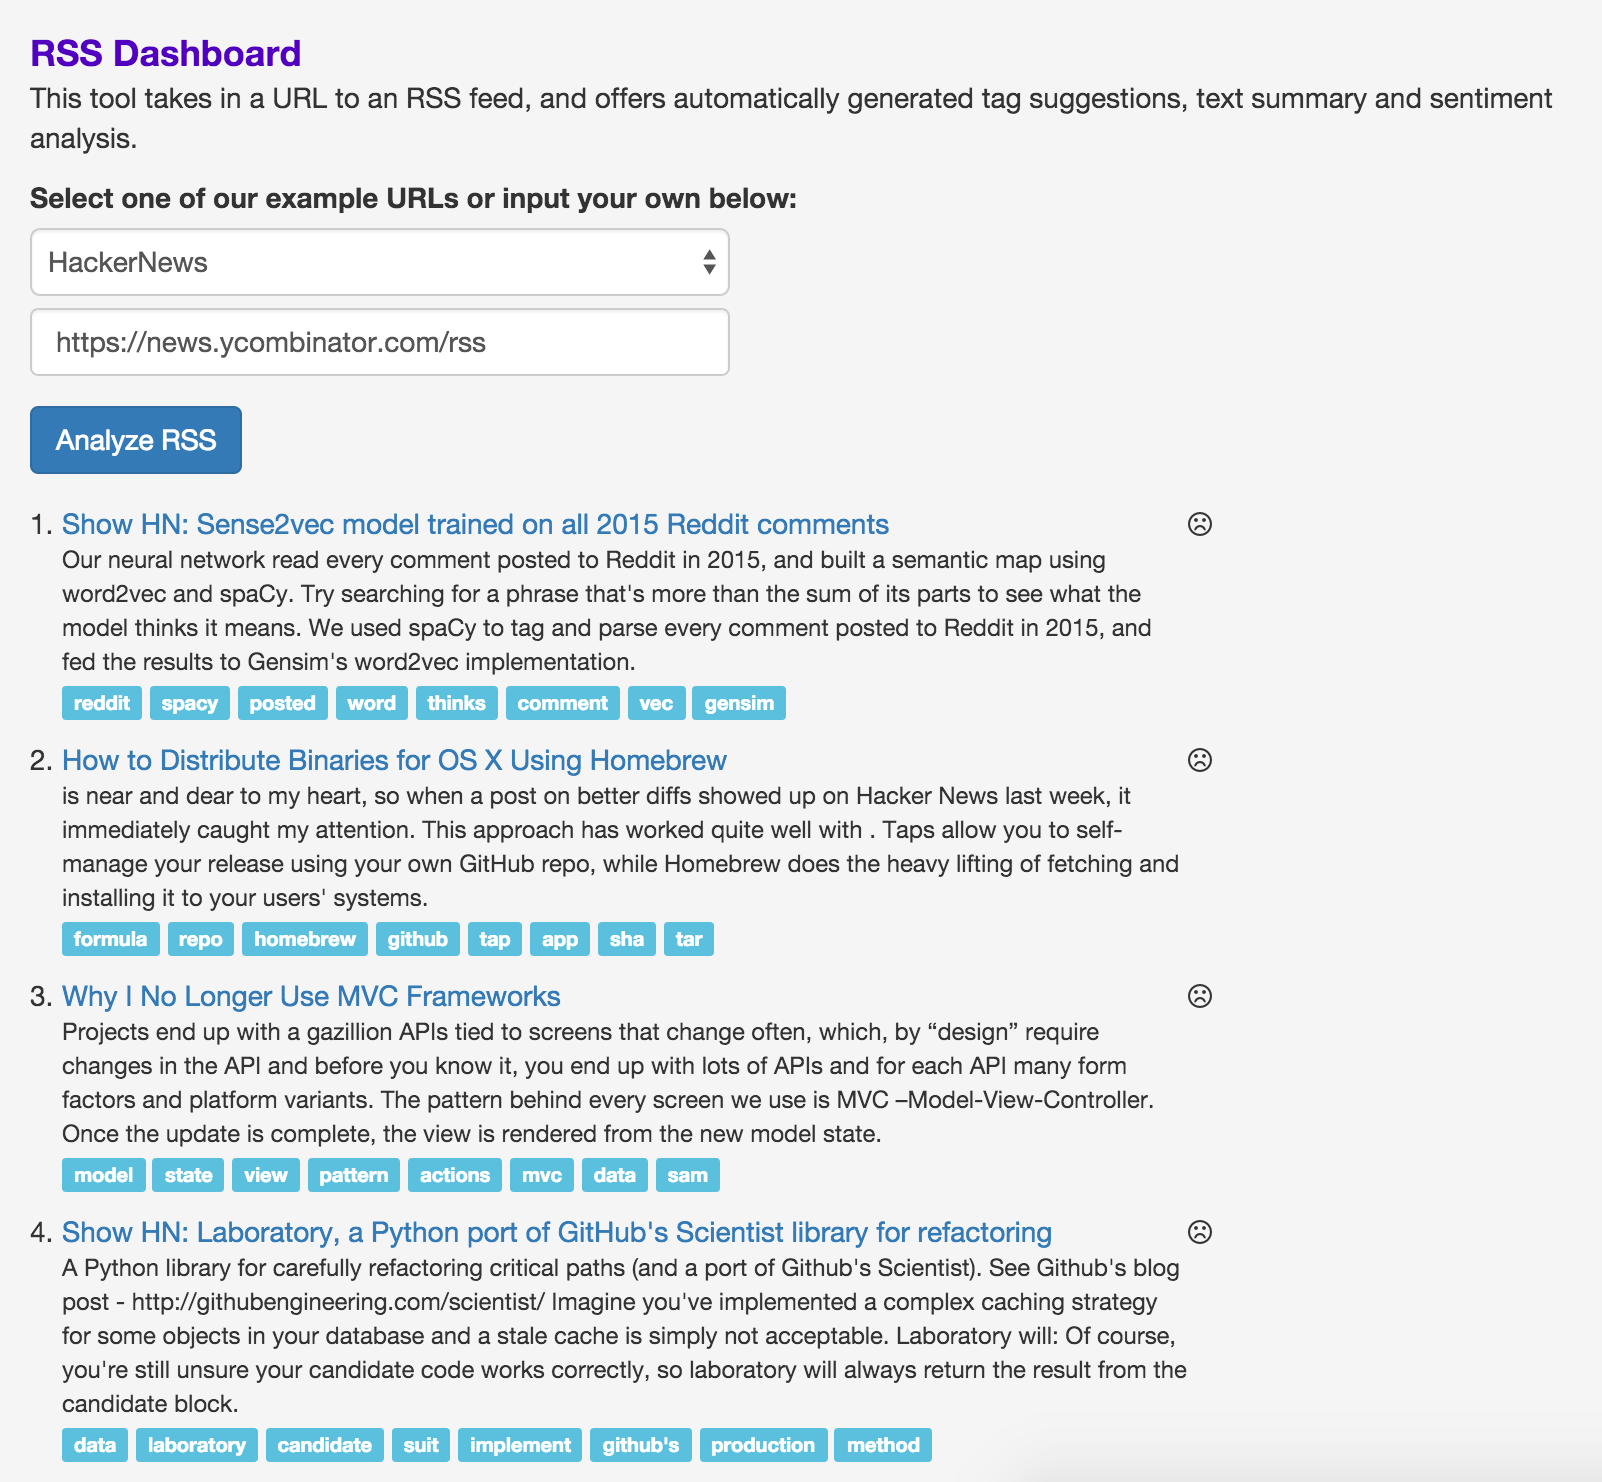 RSS Dashboard
This tool takes in a URL to an RSS feed, and offers automatically generated tag suggestions, text summary and sentiment
analysis.
Select one of our example URLs or input your own below:
HackerNews
https://news.ycombinator.com/rss
Analyze RSS
1. Show HN: Sense2vec model trained on all 2015 Reddit comments
Our neural network read every comment posted to Reddit in 2015, and built a semantic map using
word2vec and spaCy. Try searching for a phrase that's more than the sum of its parts to see what the
model thinks it means. We used spaCy to tag and parse every comment posted to Reddit in 2015, and
fed the results to Gensim's word2vec implementation.
reddit spacy posted word thinks comment vec gensim
2. How to Distribute Binaries for OS X Using Homebrew
is near and dear to my heart, so when a post on better diffs showed up on Hacker News last week, it
immediately caught my attention. This approach has worked quite well with . Taps allow you to self-
manage your release using your own GitHub repo, while Homebrew does the heavy lifting of fetching and
installing it to your users' systems.
formula repo homebrew github tap app sha tar
3. Why I No Longer Use MVC Frameworks
Projects end up with a gazillion APIs tied to screens that change often, which, by “design” require
changes in the API and before you know it, you end up with lots of APIs and for each API many form
factors and platform variants. The pattern behind every screen we use is MVC –Model-View-Controller.
Once the update is complete, the view is rendered from the new model state.
model state view pattern actions mvc data sam
4. Show HN: Laboratory, a Python port of GitHub's Scientist library for refactoring
A Python library for carefully refactoring critical paths (and a port of Github's Scientist). See Github's blog
post - http://githubengineering.com/scientist/ Imagine you've implemented a complex caching strategy
for some objects in your database and a stale cache is simply not acceptable. Laboratory will: Of course,
you're still unsure your candidate code works correctly, so laboratory will always return the result from the
candidate block.
data laboratory candidate suit implement github's production method